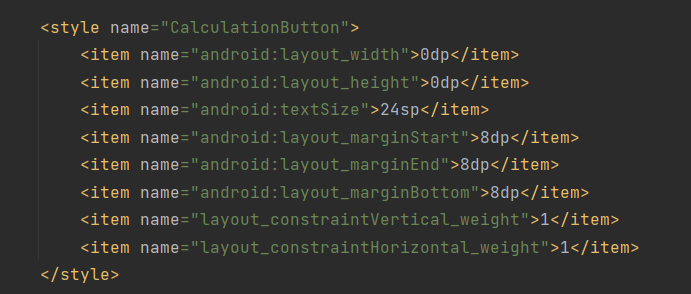 <style name="CalculationButton">
<item name="android:layout_width">0dp</item>
<item name="android:layout_height">0dp</item>
<item name="android:textSize">24sp</item>
<item name="android:layout_marginStart">8dp</item>
<item name="android:layout_marginEnd">8dp</item>
<item name="android:layout_marginBottom">8dp</item>
<item name="layout_constraintVertical_weight">1</item>
<item name="layout_constraintHorizontal_weight">1</item>
</style>